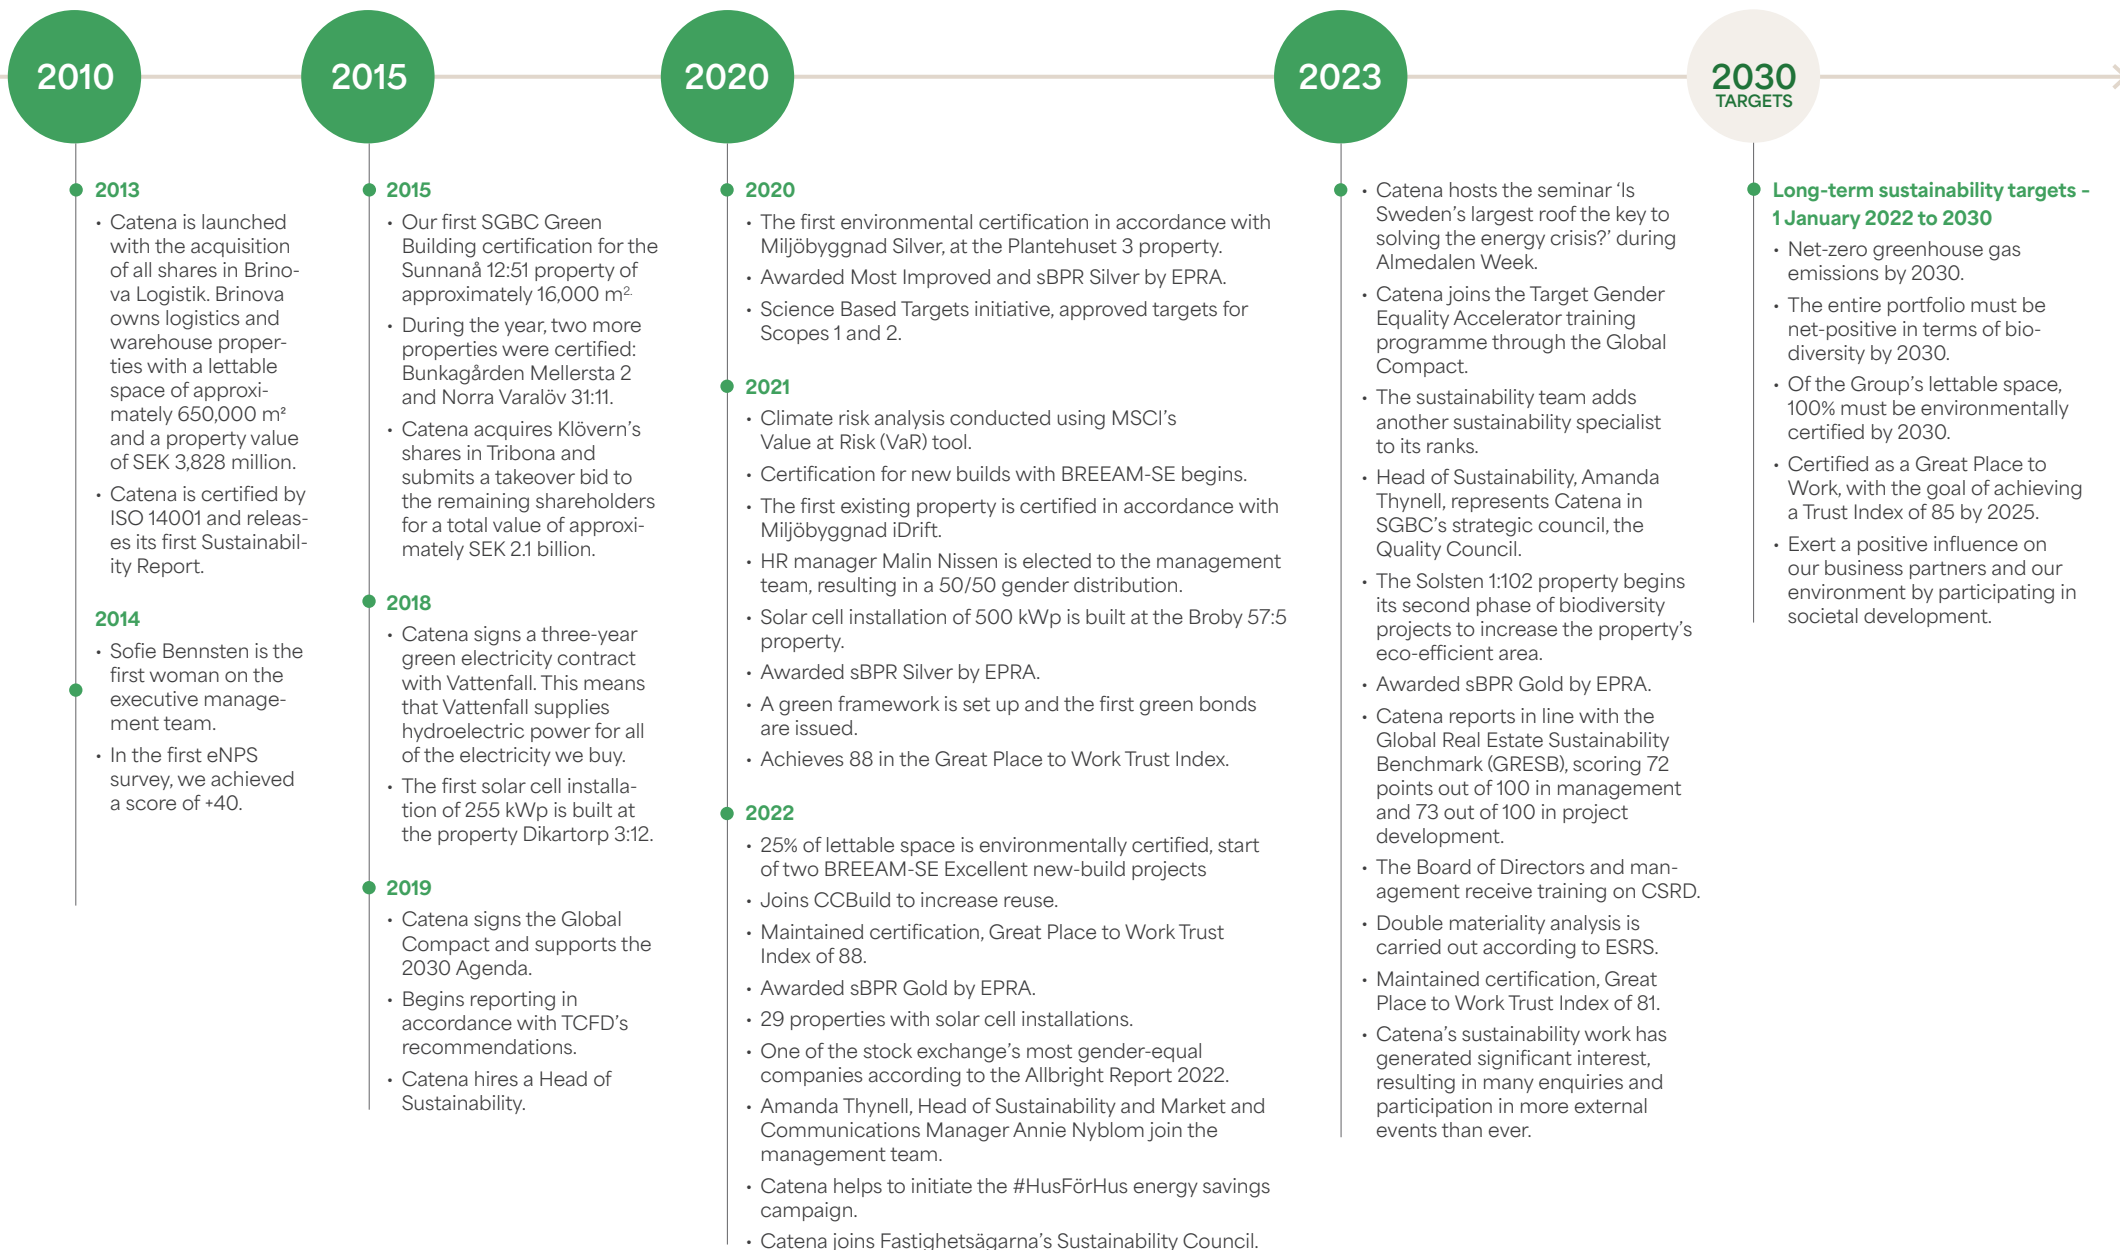 2010
2013
• Catena is launched
with the acquisition
of all shares in Brino-
va Logistik. Brinova
owns logistics and
warehouse proper-
ties with a lettable
space of approxi-
mately 650,000 m²
and a property value
of SEK 3,828 million.
• Catena is certified by
ISO 14001 and releas-
es its first Sustainabil-
ity Report.
2014
• Sofie Bennsten is the
first woman on the
executive manage-
ment team.
• In the first eNPS
survey, we achieved
a score of +40.
2015
2015
• Our first SGBC Green
Building certification for the
Sunnanå 12:51 property of
approximately 16,000 m².
• During the year, two more
properties were certified:
Bunkagården Mellersta 2
and Norra Varalöv 31:11.
• Catena acquires Klövern's
shares in Tribona and
submits a takeover bid to
the remaining shareholders
for a total value of approxi-
mately SEK 2.1 billion.
2018
• Catena signs a three-year
green electricity contract
with Vattenfall. This means
that Vattenfall supplies
hydroelectric power for all
of the electricity we buy.
• The first solar cell installa-
tion of 255 kWp is built at
the property Dikartorp 3:12.
2019
• Catena signs the Global
Compact and supports the
2030 Agenda.
• Begins reporting in
accordance with TCFD's
recommendations.
• Catena hires a Head of
Sustainability.
2020
2020
• The first environmental certification in accordance with
Miljöbyggnad Silver, at the Plantehuset 3 property.
• Awarded Most Improved and sBPR Silver by EPRA.
• Science Based Targets initiative, approved targets for
Scopes 1 and 2.
2021
• Climate risk analysis conducted using MSCI's
Value at Risk (VaR) tool.
• Certification for new builds with BREEAM-SE begins.
• The first existing property is certified in accordance with
Miljöbyggnad iDrift.
• HR manager Malin Nissen is elected to the management
team, resulting in a 50/50 gender distribution.
• Solar cell installation of 500 kWp is built at the Broby 57:5
property.
• Awarded sBPR Silver by EPRA.
• A green framework is set up and the first green bonds
are issued.
• Achieves 88 in the Great Place to Work Trust Index.
2022
• 25% of lettable space is environmentally certified, start
of two BREEAM-SE Excellent new-build projects
• Joins CCBuild to increase reuse.
• Maintained certification, Great Place to Work Trust
Index of 88.
• Awarded sBPR Gold by EPRA.
• 29 properties with solar cell installations.
• One of the stock exchange's most gender-equal
companies according to the Allbright Report 2022.
• Amanda Thynell, Head of Sustainability and Market and
Communications Manager Annie Nyblom join the
management team.
• Catena helps to initiate the #HusFörHus energy savings
campaign.
• Catena joins Fastighetsägarna's Sustainability Council.
2023
• Catena hosts the seminar 'Is
Sweden's largest roof the key to
solving the energy crisis?' during
Almedalen Week.
• Catena joins the Target Gender
Equality Accelerator training
programme through the Global
Compact.
• The sustainability team adds
another sustainability specialist
to its ranks.
• Head of Sustainability, Amanda
Thynell, represents Catena in
SGBC's strategic council, the
Quality Council.
• The Solsten 1:102 property begins
its second phase of biodiversity
projects to increase the property's
eco-efficient area.
• Awarded sBPR Gold by EPRA.
• Catena reports in line with the
Global Real Estate Sustainability
Benchmark (GRESB), scoring 72
points out of 100 in management
and 73 out of 100 in project
development.
• The Board of Directors and man-
agement receive training on CSRD.
• Double materiality analysis is
carried out according to ESRS.
• Maintained certification, Great
Place to Work Trust Index of 81.
• Catena's sustainability work has
generated significant interest,
resulting in many enquiries and
participation in more external
events than ever.
2030
TARGETS
Long-term sustainability targets –
1 January 2022 to 2030
• Net-zero greenhouse gas
emissions by 2030.
• The entire portfolio must be
net-positive in terms of bio-
diversity by 2030.
• Of the Group's lettable space,
100% must be environmentally
certified by 2030.
• Certified as a Great Place to
Work, with the goal of achieving
a Trust Index of 85 by 2025.
• Exert a positive influence on
our business partners and our
environment by participating in
societal development.